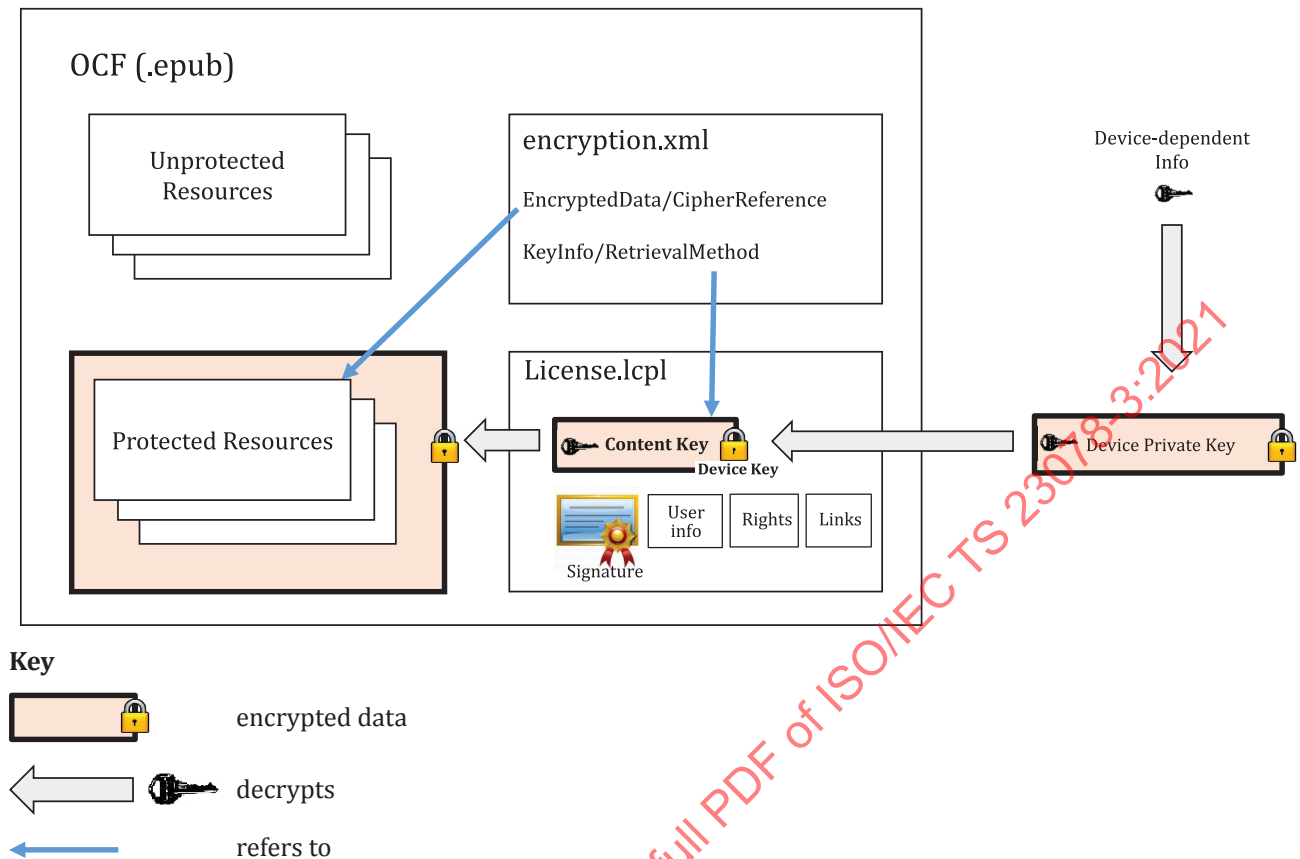 OCF (.epub)
Unprotected
Resources
encryption.xml
EncryptedData/CipherReference
KeyInfo/RetrievalMethod
Device-dependent
Info
Protected Resources
License.lcpl
Content Key
Device Key
Device Private Key
Signature
User
info
Rights
Links
Key
encrypted data
decrypts
refers to
full PDF of ISO/IEC TS 23078-3:2021